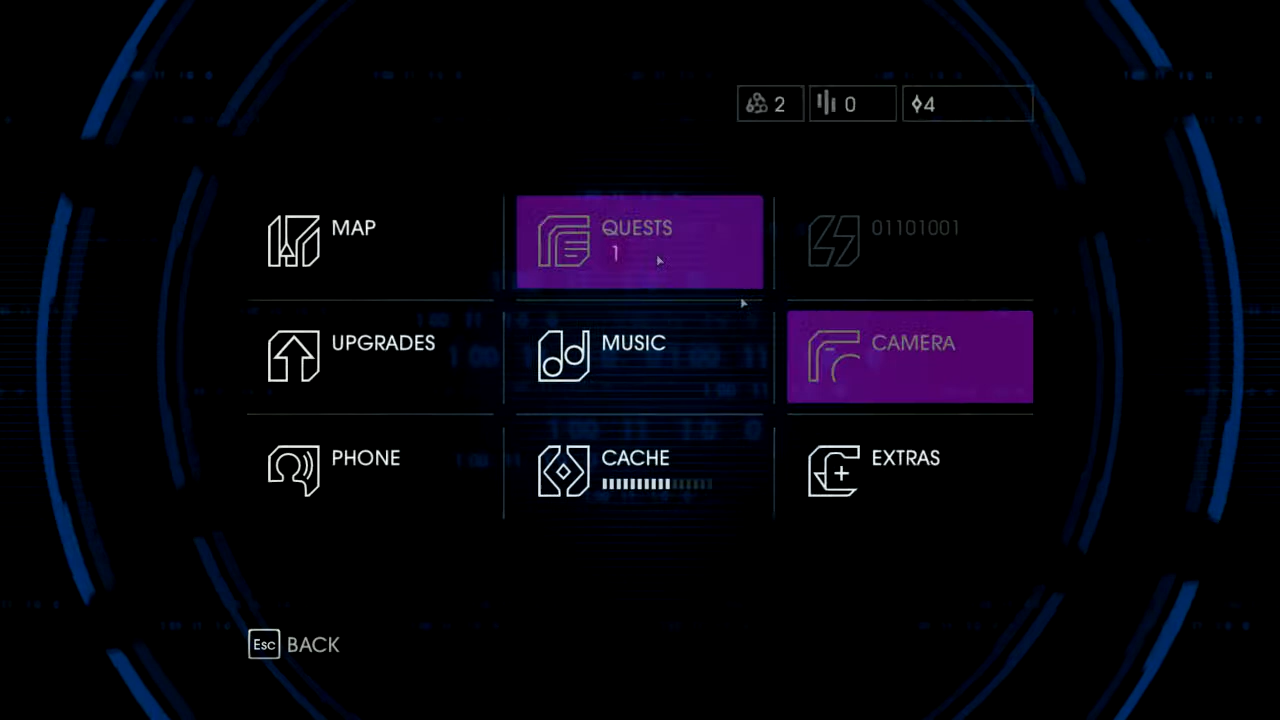 2 0 4
MAP
QUESTS
1
01101001
UPGRADES
MUSIC
CAMERA
PHONE
CACHE
EXTRAS
Esc BACK